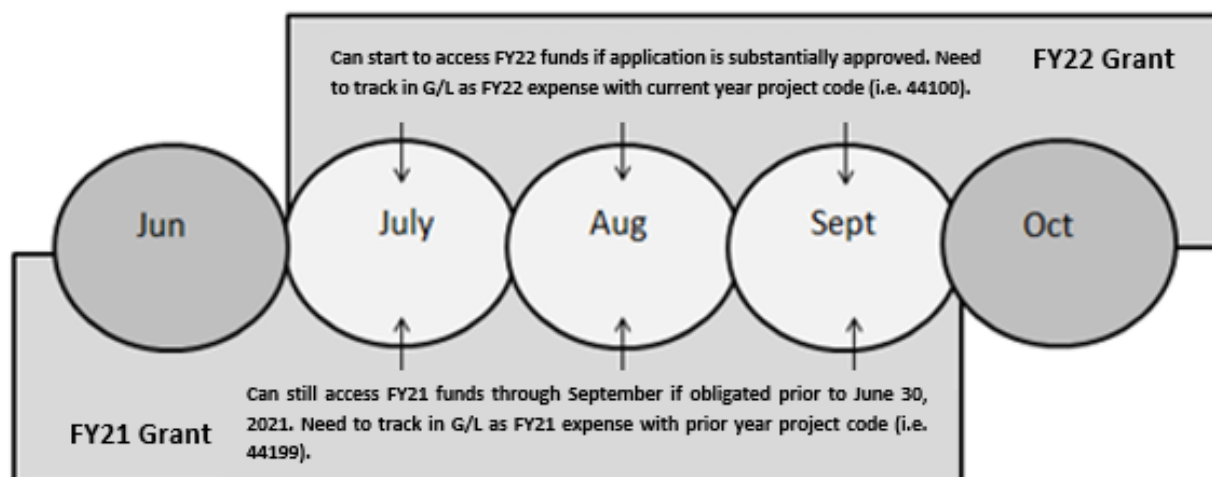 Can start to access FY22 funds if application is substantially approved. Need
to track in G/L as FY22 expense with current year project code (i.e. 44100).
FY22 Grant
Jun
July
Aug
Sept
Oct
Can still access FY21 funds through September if obligated prior to June 30,
2021. Need to track in G/L as FY21 expense with prior year project code (i.e.
44199).
FY21 Grant